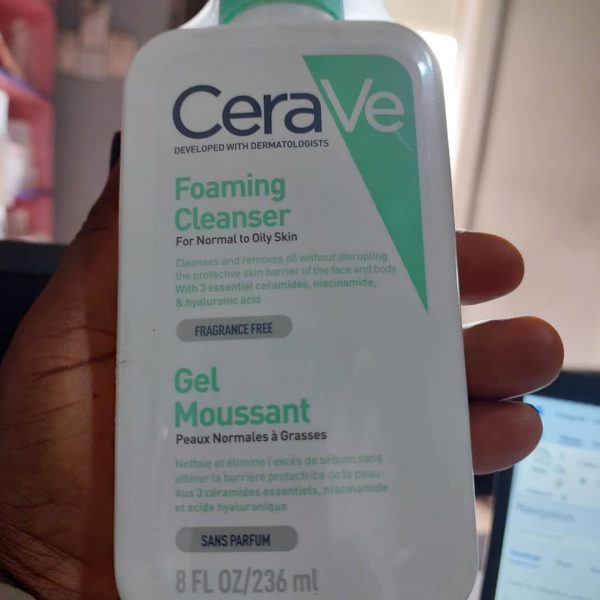 CeraVe
DEVELOPED WITH DERMATOLOGISTS
Foaming
Cleanser
For Normal to Oily Skin
Cleanses and removes oil without disrupting
the protective skin barrier of the face and body
With 3 essential ceramides, niacinamide,
& hyaluronic acid
FRAGRANCE FREE
Gel
Moussant
Peaux Normales à Grasses
Nettoie et élimine l'excès de sébum sans
altérer la barrière protectrice de la peau
Aux 3 céramides essentiels, niacinamide
et acide hyaluronique
SANS PARFUM
8 FL OZ/236 ml
Navigation